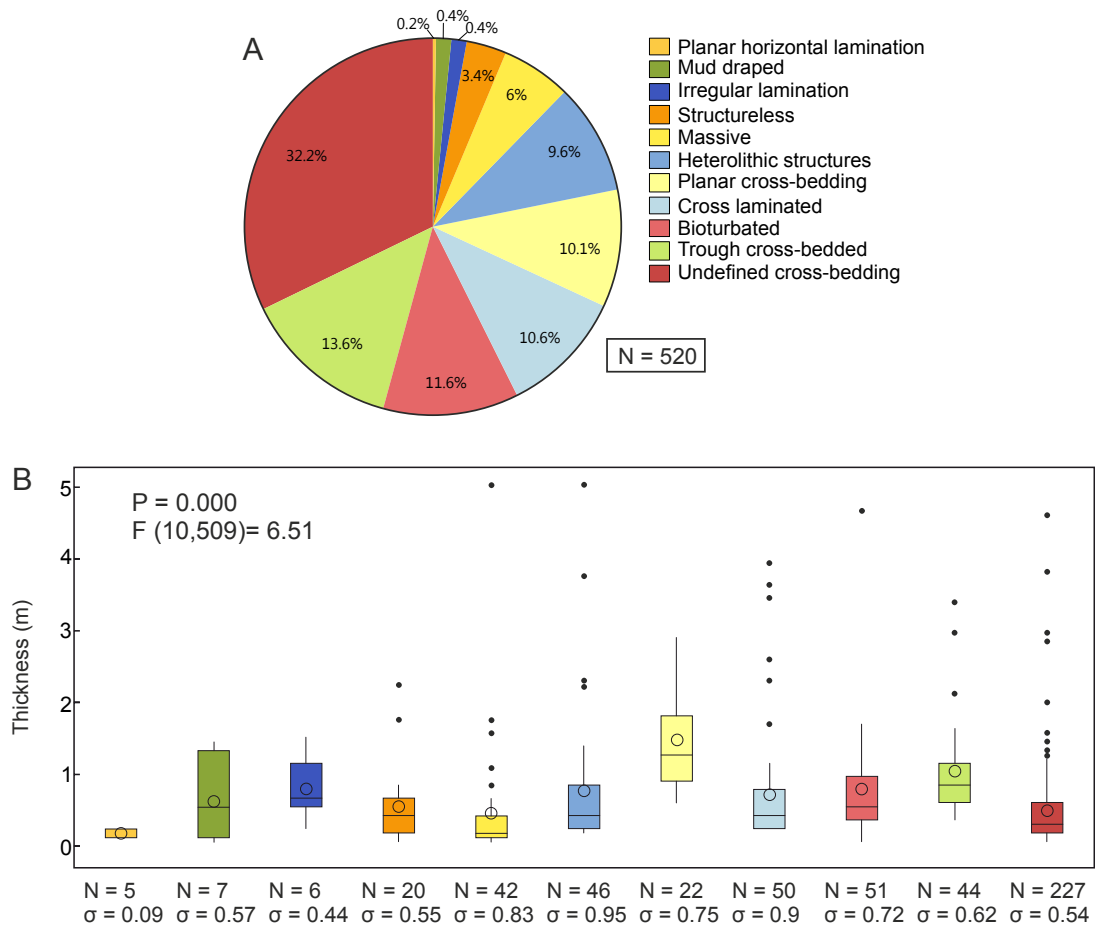 A
0.2%
0.4%
0.4%
3.4%
6%
9.6%
10.1%
10.6%
11.6%
13.6%
32.2%
Planar horizontal lamination
Mud draped
Irregular lamination
Structureless
Massive
Heterolithic structures
Planar cross-bedding
Cross laminated
Bioturbated
Trough cross-bedded
Undefined cross-bedding
N = 520
B
P = 0.000
F (10,509)= 6.51
Thickness (m)
5
4
3
2
1
0
N = 5 N = 7 N = 6 N = 20 N = 42 N = 46 N = 22 N = 50 N = 51 N = 44 N = 227
σ = 0.09 σ = 0.57 σ = 0.44 σ = 0.55 σ = 0.83 σ = 0.95 σ = 0.75 σ = 0.9 σ = 0.72 σ = 0.62 σ = 0.54